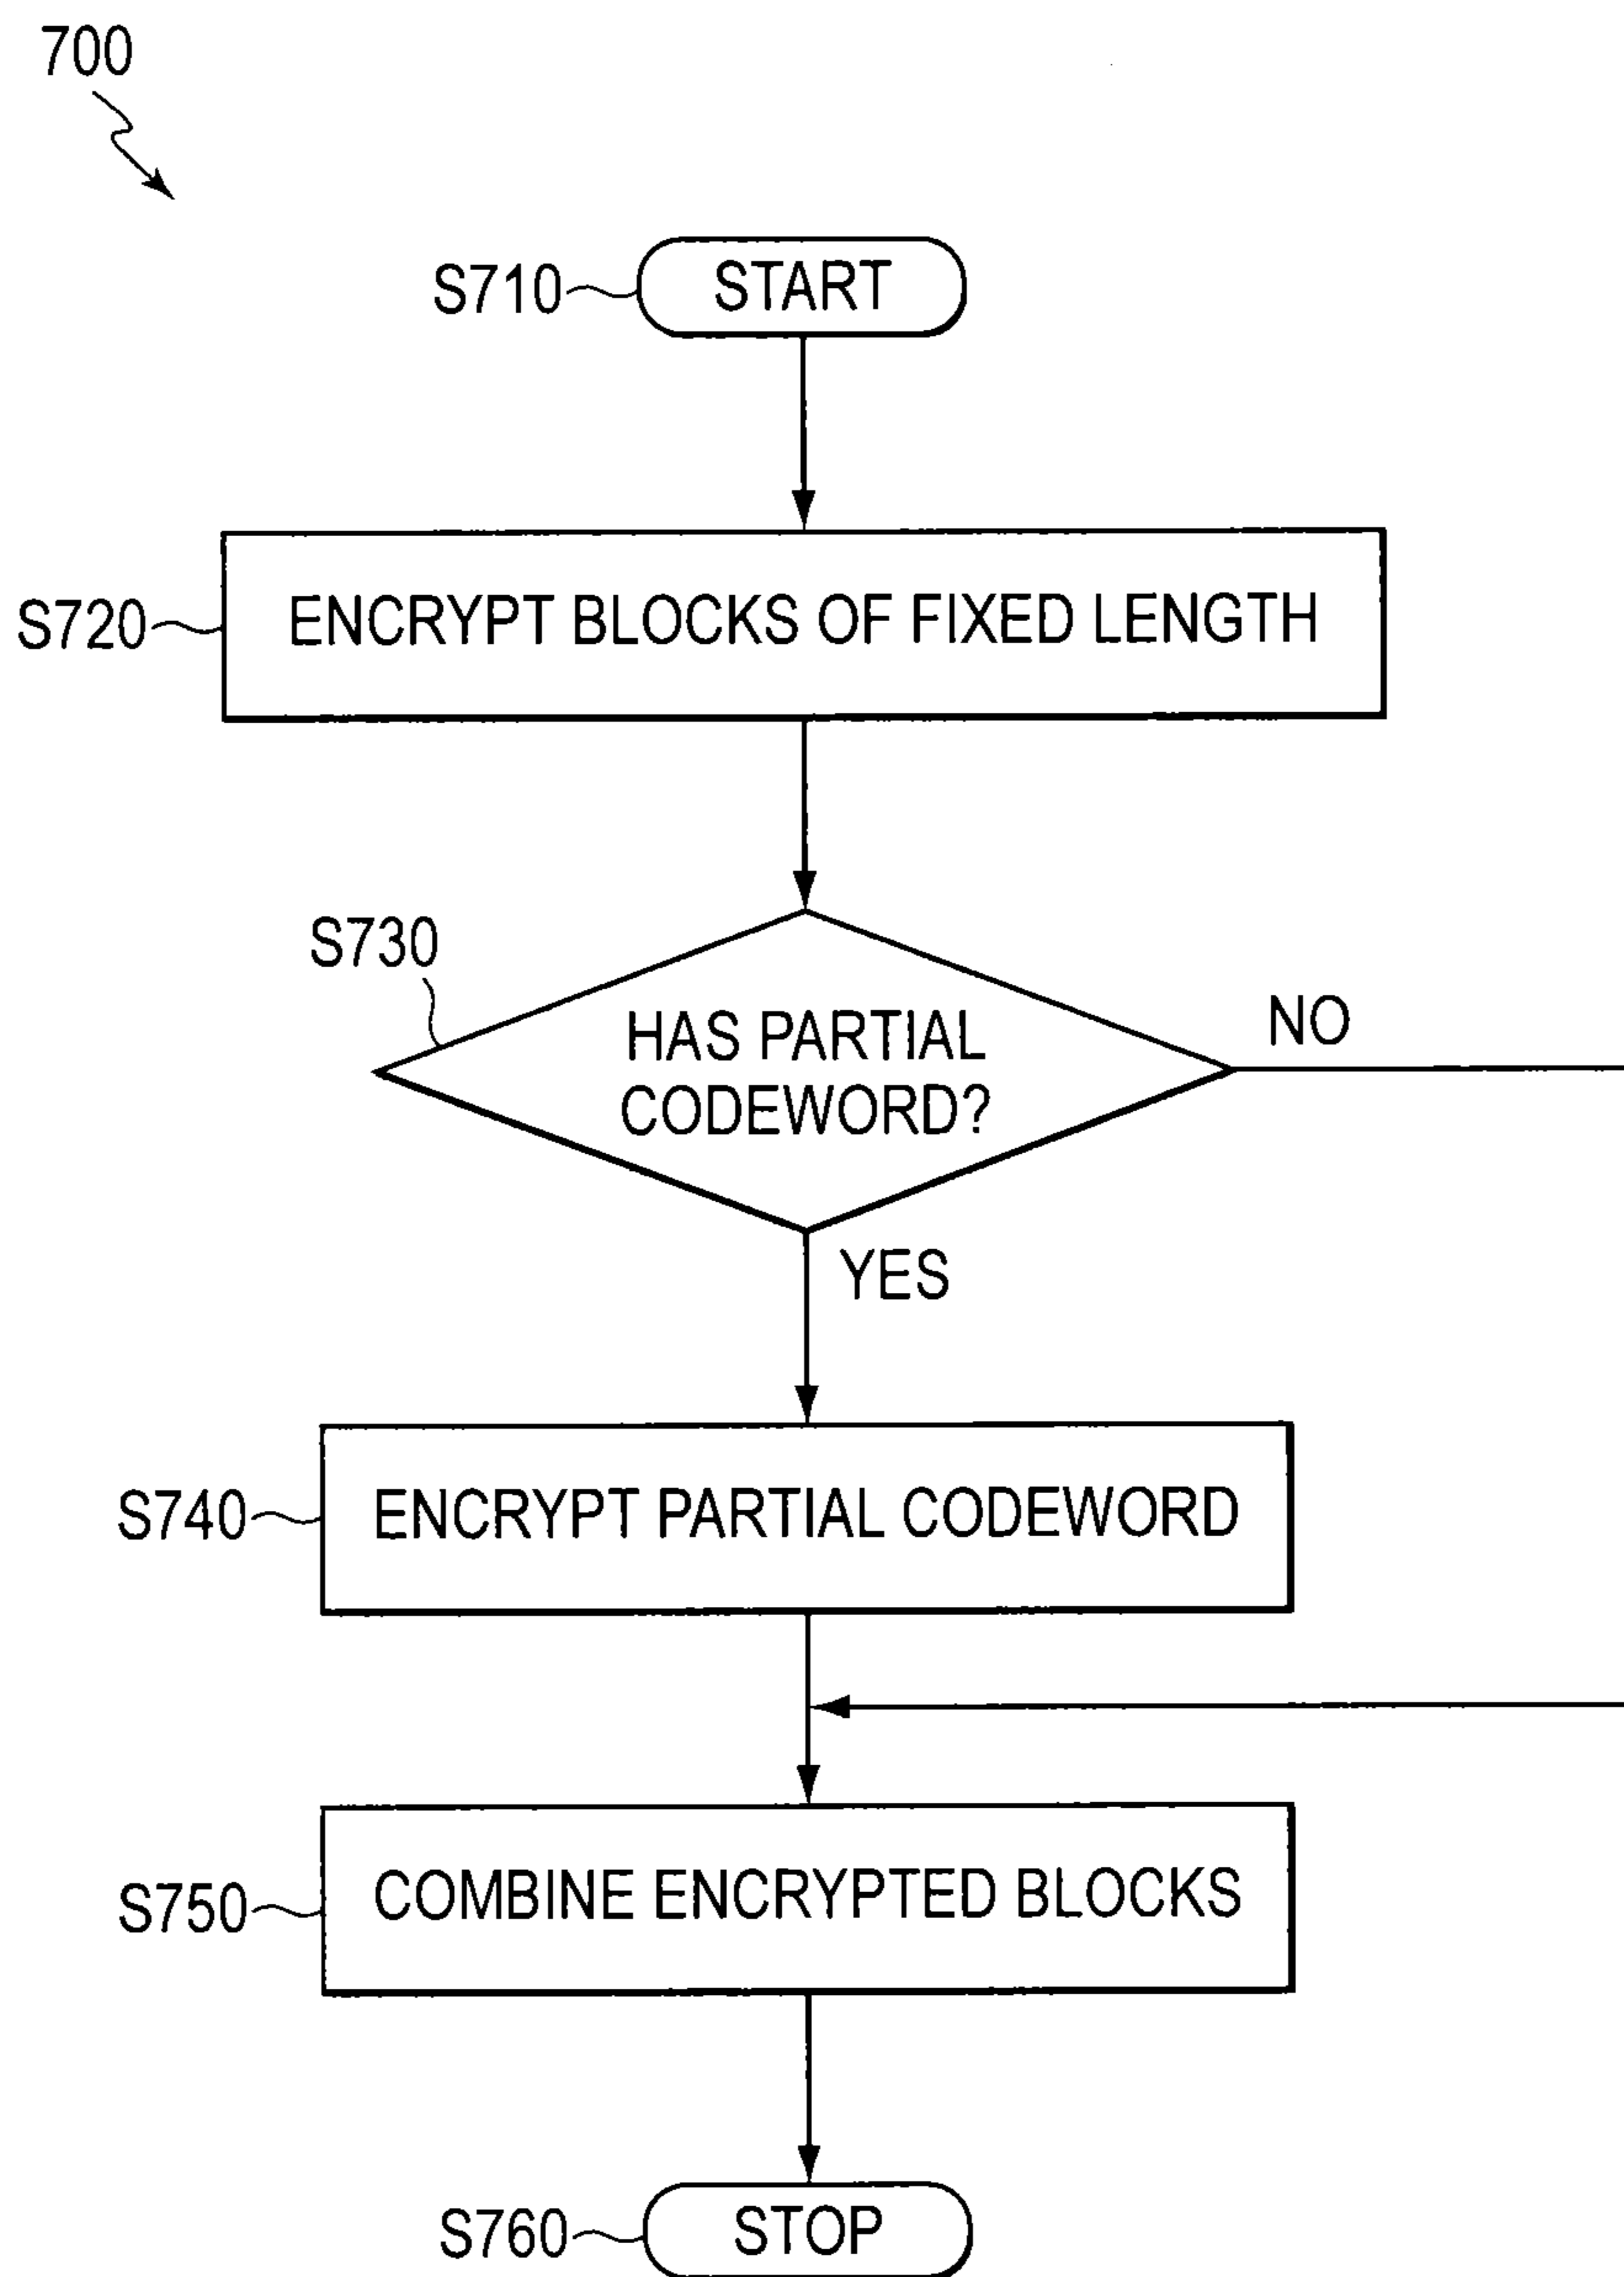 700
S710
START
S720
ENCRYPT BLOCKS OF FIXED LENGTH
S730
HAS PARTIAL
CODEWORD?
NO
YES
S740
ENCRYPT PARTIAL CODEWORD
S750
COMBINE ENCRYPTED BLOCKS
S760
STOP